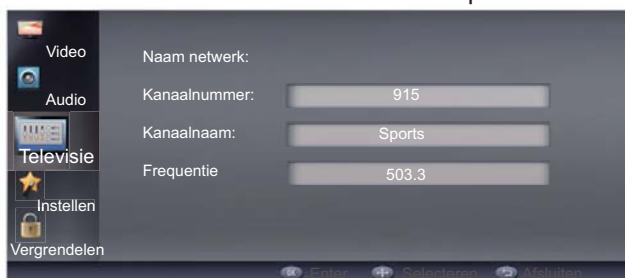 Video
Audio
Televisie
Instellen
Vergrendelen
Naam netwerk:
Kanaalnummer: 915
Kanaalnaam: Sports
Frequentie 503.3
Enter Selecteren Afsluiten